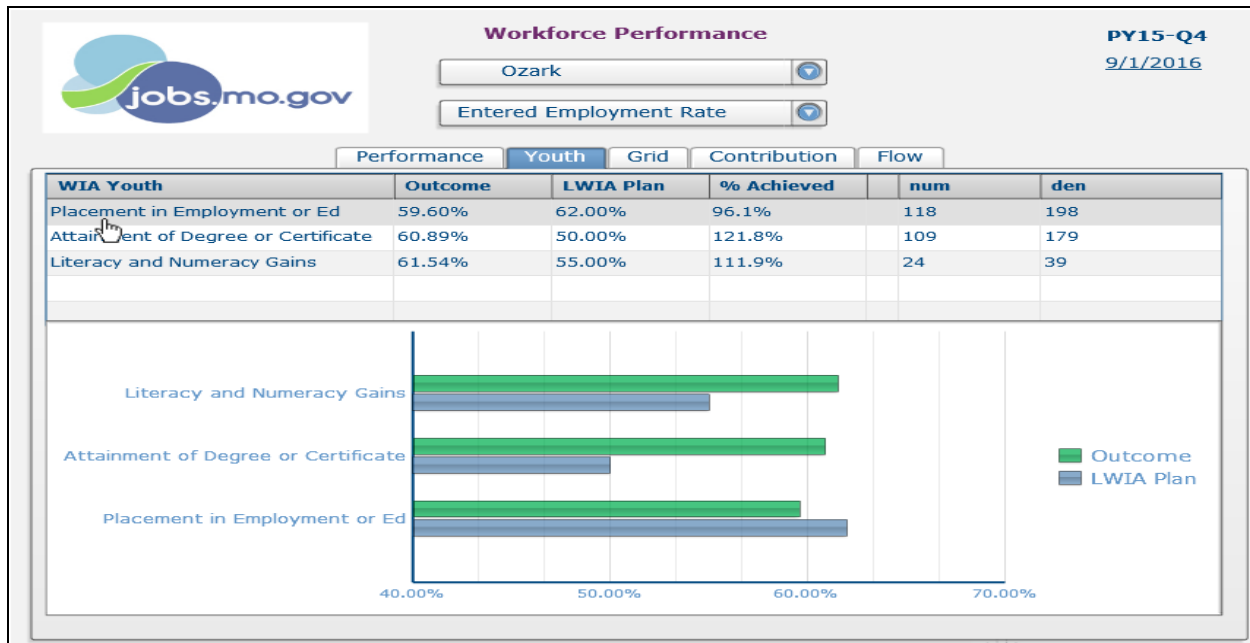 Workforce Performance
PY15-Q4
jobs.mo.gov
Ozark
9/1/2016
Entered Employment Rate
Performance Youth Grid Contribution Flow
WIA Youth Outcome LWIA Plan % Achieved num den
Placement in Employment or Ed 59.60% 62.00% 96.1% 118 198
Attainment of Degree or Certificate 60.89% 50.00% 121.8% 109 179
Literacy and Numeracy Gains 61.54% 55.00% 111.9% 24 39
Literacy and Numeracy Gains
Attainment of Degree or Certificate
Outcome
LWIA Plan
Placement in Employment or Ed
40.00% 50.00% 60.00% 70.00%